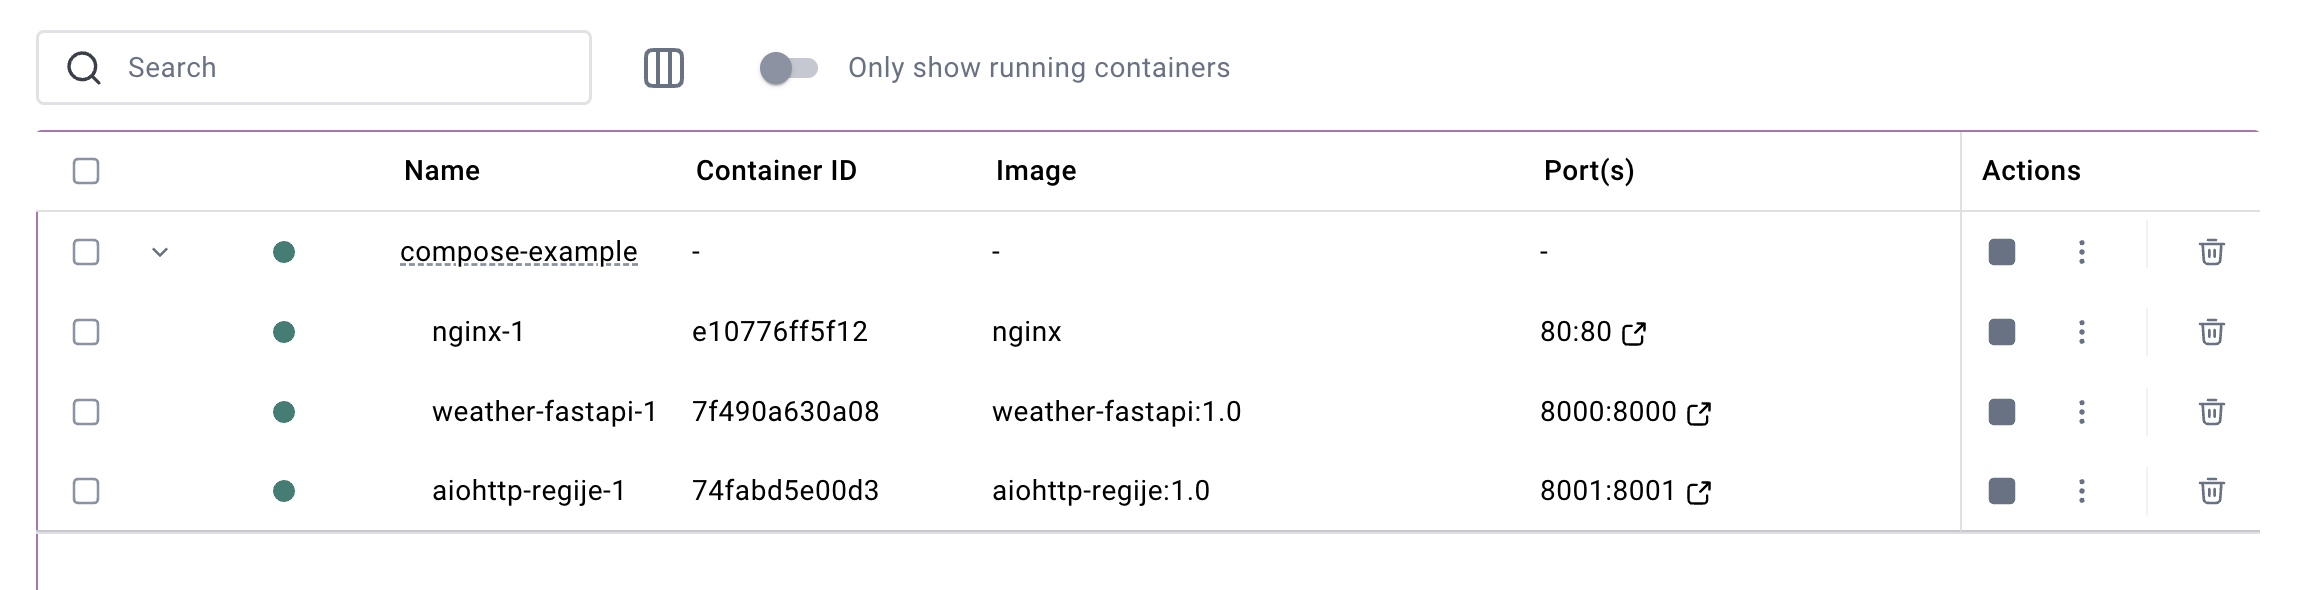 Search Only show running containers
Name Container ID Image Port(s) Actions
compose-example - - -
nginx-1 e10776ff5f12 nginx 80:80
weather-fastapi-1 7f490a630a08 weather-fastapi:1.0 8000:8000
aiohttp-regije-1 74fabd5e00d3 aiohttp-regije:1.0 8001:8001